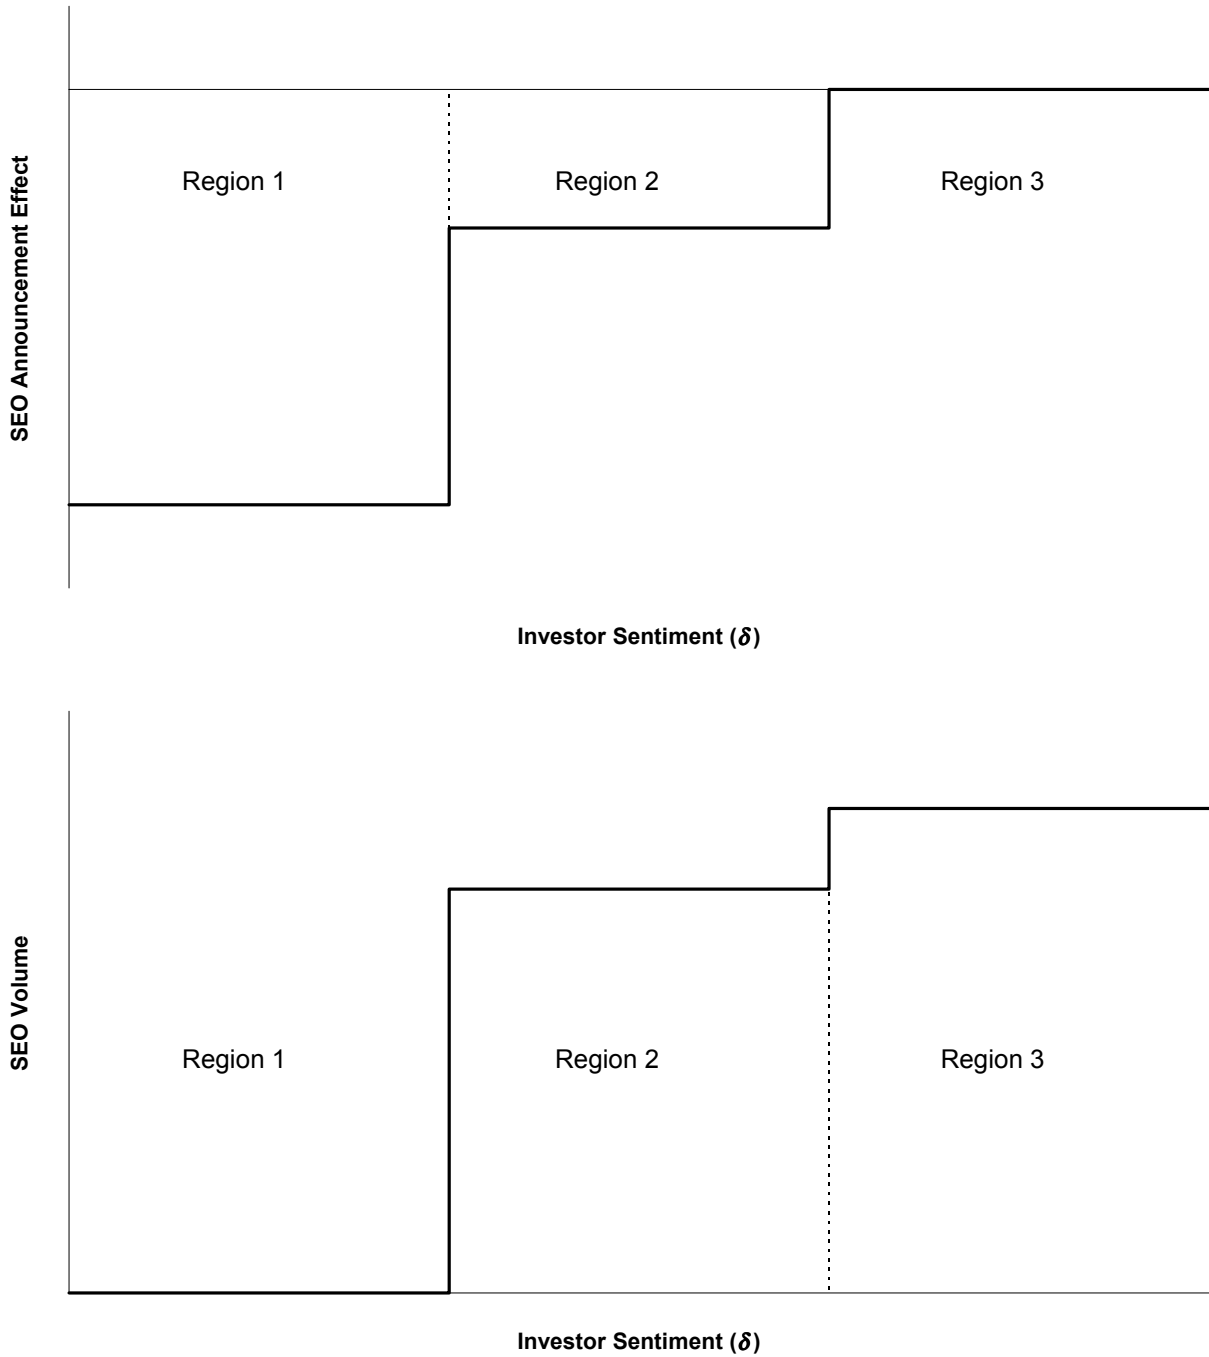 SEO Announcement Effect
Region 1
Region 2
Region 3
Investor Sentiment (δ)
SEO Volume
Region 1
Region 2
Region 3
Investor Sentiment (δ)